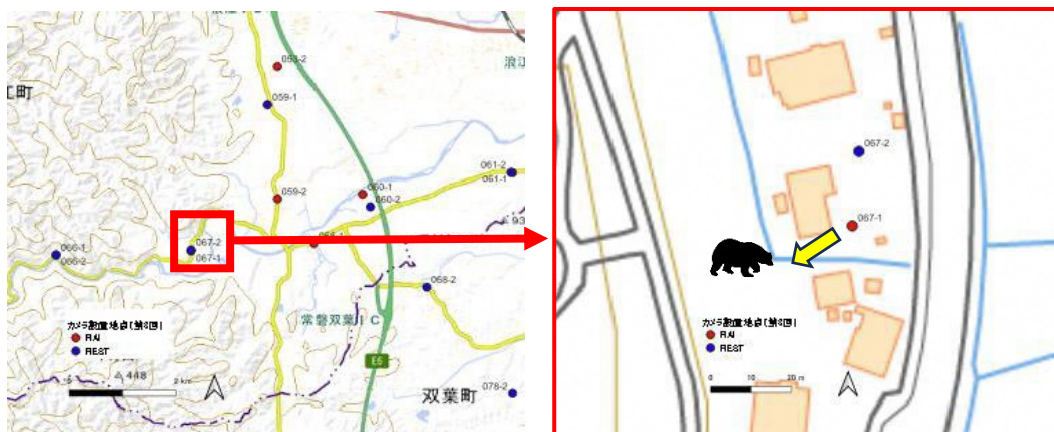 053-2
浪江
江町
059-1
061-2
061-1
060-1
059-2
060-2
067-2
067-1
066-1
066-2
068-2
常磐双葉IC
カメラ設置地点(第8回)
RAI
REST
448
2 km
E6
双葉町
078-2
067-2
067-1
カメラ設置地点(第8回)
RAI
REST
0 10 20 m